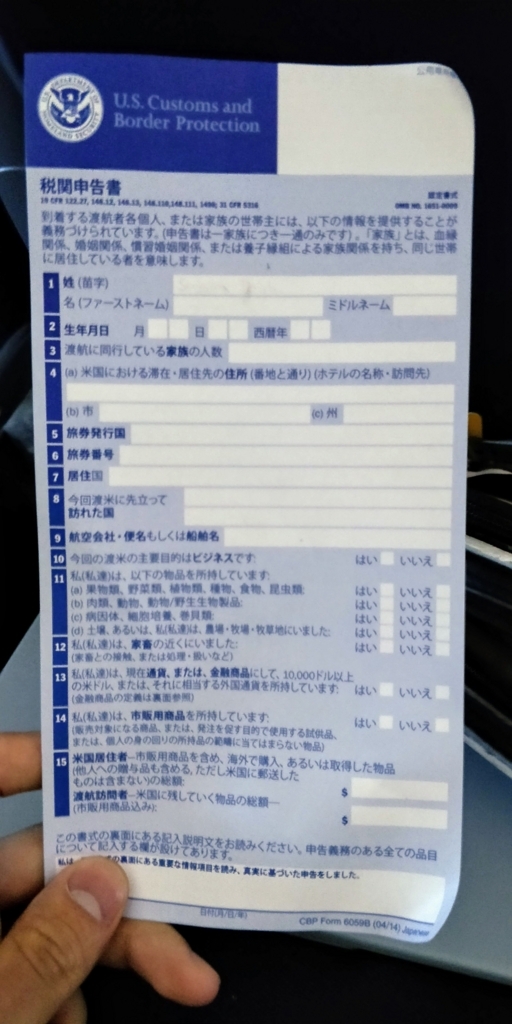 U.S. Customs and
Border Protection
税関申告書
19 CFR 122.27, 148.12, 148.13, 148.110,148.111, 1498; 31 CFR 5316
認定書式
OMB NO. 1651-0009
到着する渡航者各個人、または家族の世帯主には、以下の情報を提供することが
義務づけられています。(申告書は一家族につき一通のみです) 。「家族」とは、血縁
関係、婚姻関係、慣習婚姻関係、または養子縁組による家族関係を持ち、同じ世帯
に居住している者を意味します。
1 姓 (苗字)
名 (ファーストネーム) ミドルネーム
2 生年月日 月 日 西暦年
3 渡航に同行している家族の人数
4 (a) 米国における滞在・居住先の住所 (番地と通り) (ホテルの名称・訪問先)
(b) 市 (c) 州
5 旅券発行国
6 旅券番号
7 居住国
8 今回渡米に先立って
訪れた国
9 航空会社・便名もしくは船舶名
10 今回の渡米の主要目的はビジネスです: はい いいえ
11 私(私達)は、以下の物品を所持しています:
(a) 果物類、野菜類、植物類、種物、食物、昆虫類: はい いいえ
(b) 肉類、動物、動物/野生生物製品: はい いいえ
(c) 病因体、細胞培養、巻貝類: はい いいえ
(d) 土壌、あるいは、私(私達)は、農場・牧場・牧草地にいました: はい いいえ
12 私(私達)は、家畜の近くにいました: はい いいえ
(家畜との接触、または処理・扱いなど)
13 私(私達)は、現在通貨、または金融商品にして、10,000ドル以上
の米ドル、または、それに相当する外国通貨を所持しています: はい いいえ
(金融商品の定義は裏面参照)
14 私(私達)は、市販用商品を所持しています: はい いいえ
(販売対象になる商品、または、発注を促す目的で使用する試供品、
または、個人の身の回りの所持品の範疇に当てはまらない物品)
15 米国居住者—市販用商品を含め、海外で購入、あるいは取得した物品
(他人への贈与品も含める、ただし米国に郵送した
ものは含まない)の総額: $
渡航訪問者—米国に残していく物品の総額—
(市販用商品込み): $
この書式の裏面にある記入説明文をお読みください。申告義務のある全ての品目
について記入する欄が設けてあります。
私は、の裏面にある重要な情報項目を読み、真実に基づいた申告をしました。
日付(月/日/年)
CBP Form 6059B (04/14) Japanese